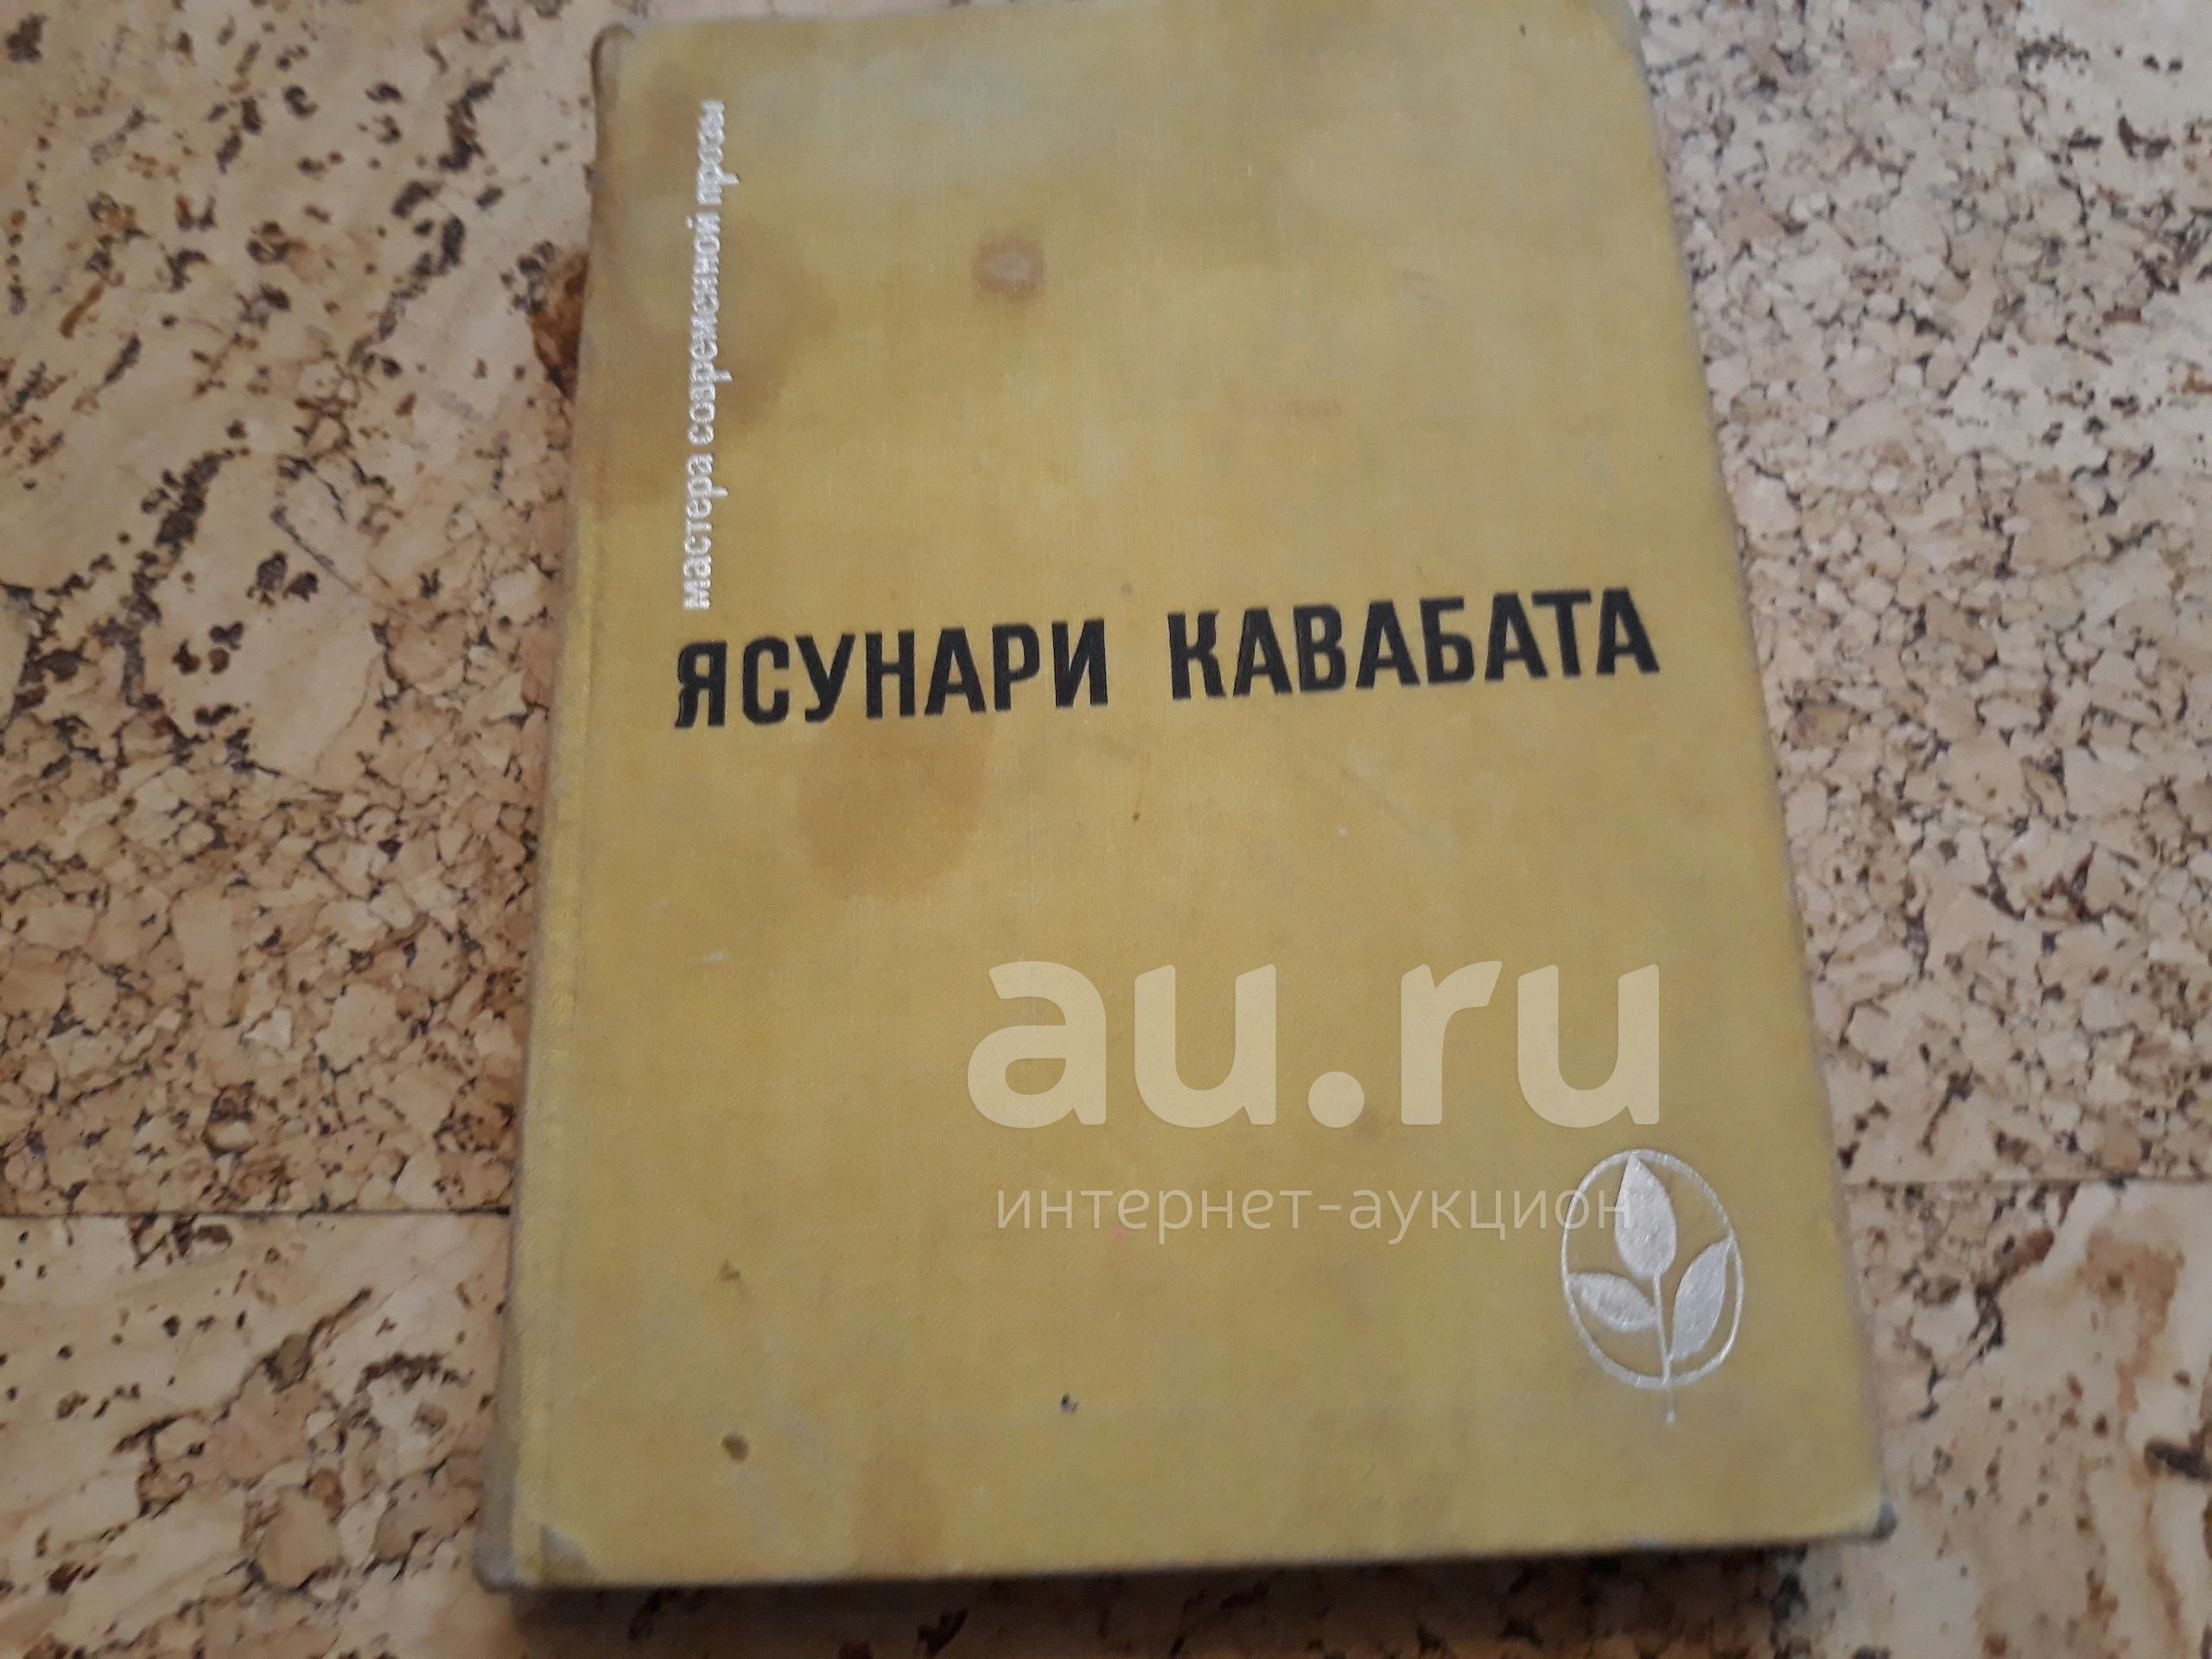 мастера современной прозы
ЯСУНАРИ КАВАБАТА
au.ru
интернет-аукцион